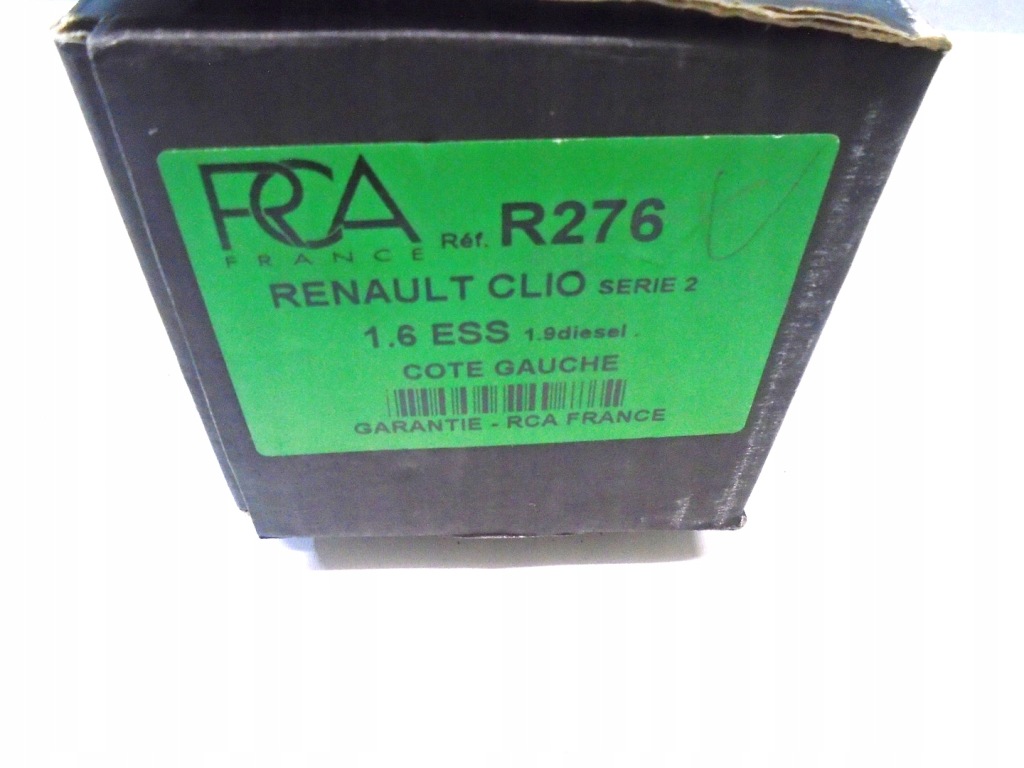 RCA
FRANCE
Réf. R276
RENAULT CLIO SERIE 2
1.6 ESS 1.9diesel .
COTE GAUCHE
GARANTIE - RCA FRANCE